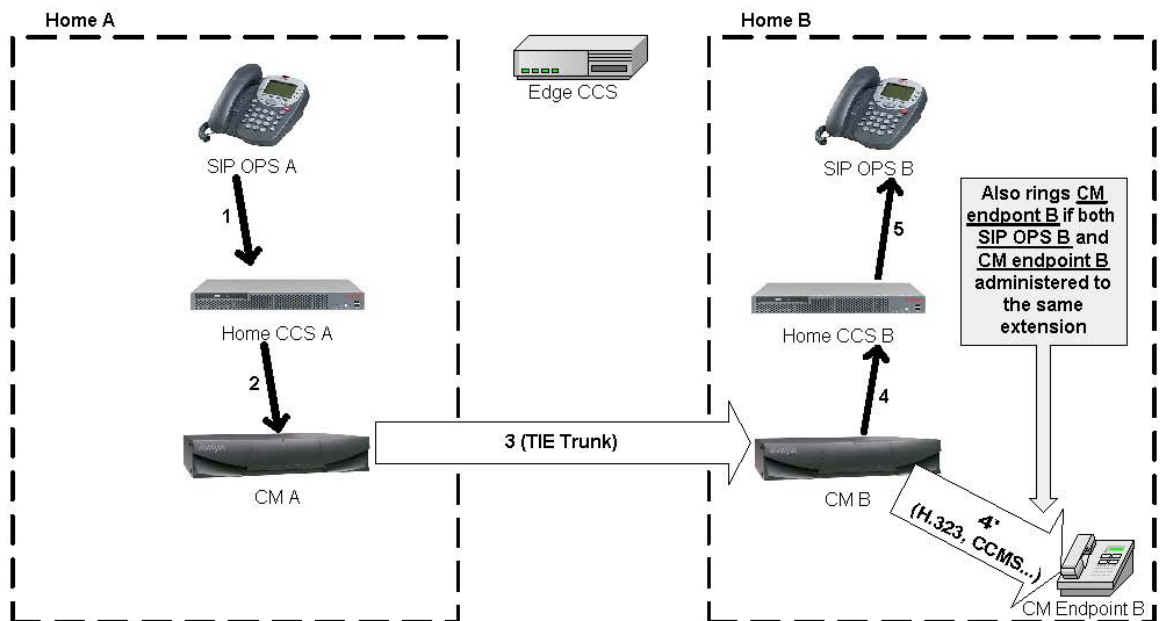 Home A
Home B
Edge CCS
SIP OPS A
SIP OPS B
1
5
Also rings CM
endpont B if both
SIP OPS B and
CM endpoint B
administered to
the same
extension
Home CCS A
Home CCS B
2
4
3 (TIE Trunk)
AVAYA
CM A
AVAYA
CM B
4'
(H.323, CCMS...)
CM Endpoint B